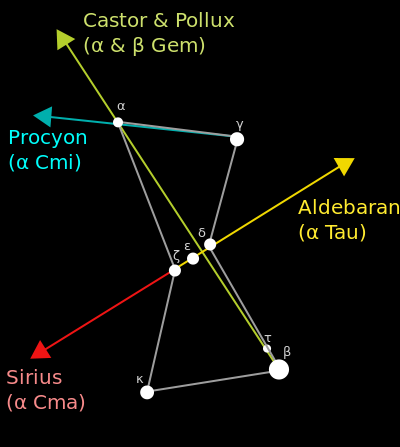 Castor & Pollux
(α & β Gem)
α
γ
Procyon
(α Cmi)
Aldebaran
(α Tau)
δ
ε
ζ
τ
β
κ
Sirius
(α Cma)